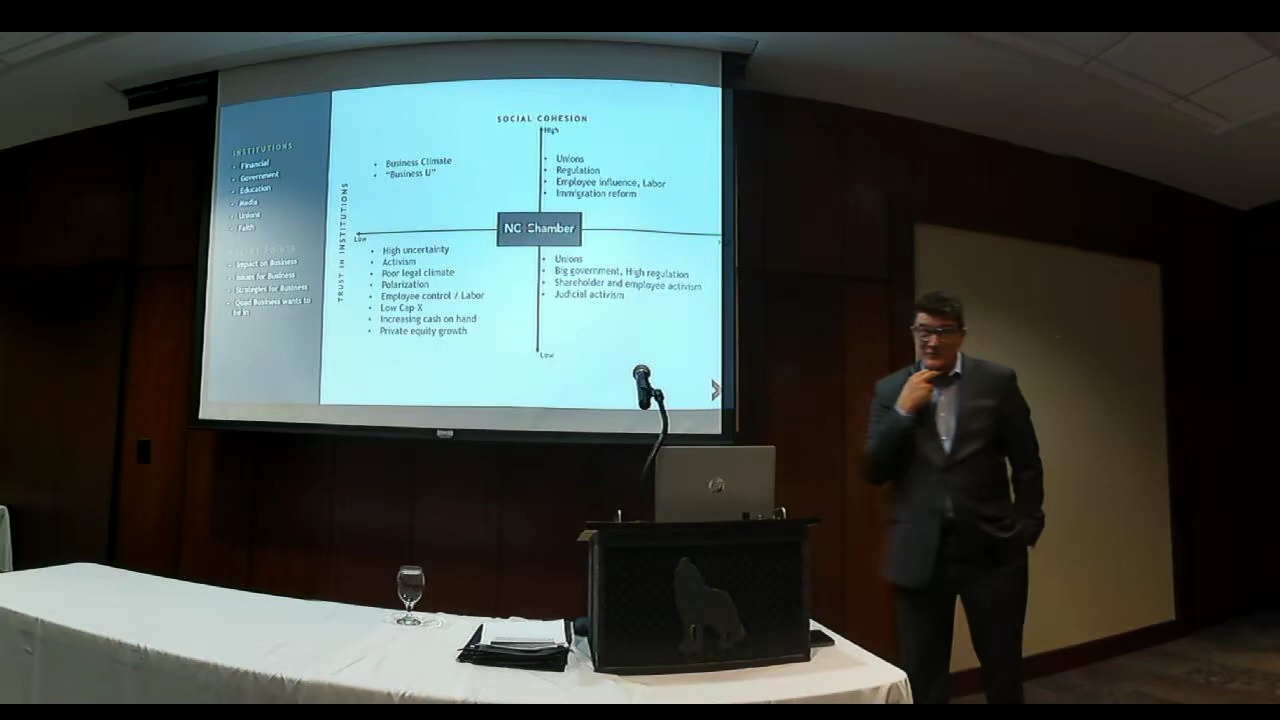 INSTITUTIONS
• Financial
• Government
• Education
• Media
• Unions
• Faith
POINTS
• Impact on Business
• Issues for Business
• Strategies for Business
• Quad Business wants to
be in
TRUST IN INSTITUTIONS
SOCIAL COHESION
High
• Business Climate
• "Business U"
• Unions
• Regulation
• Employee influence, Labor
• Immigration reform
NC Chamber
Low
• High uncertainty
• Activism
• Poor legal climate
• Polarization
• Employee control / Labor
• Low Cap-X
• Increasing cash on hand
• Private equity growth
• Unions
• Big government, High regulation
• Shareholder and employee activism
• Judicial activism
Low
hp